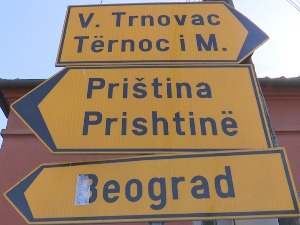 V. Trnovac
Tërnoc i M.
Priština
Prishtinë
Beograd